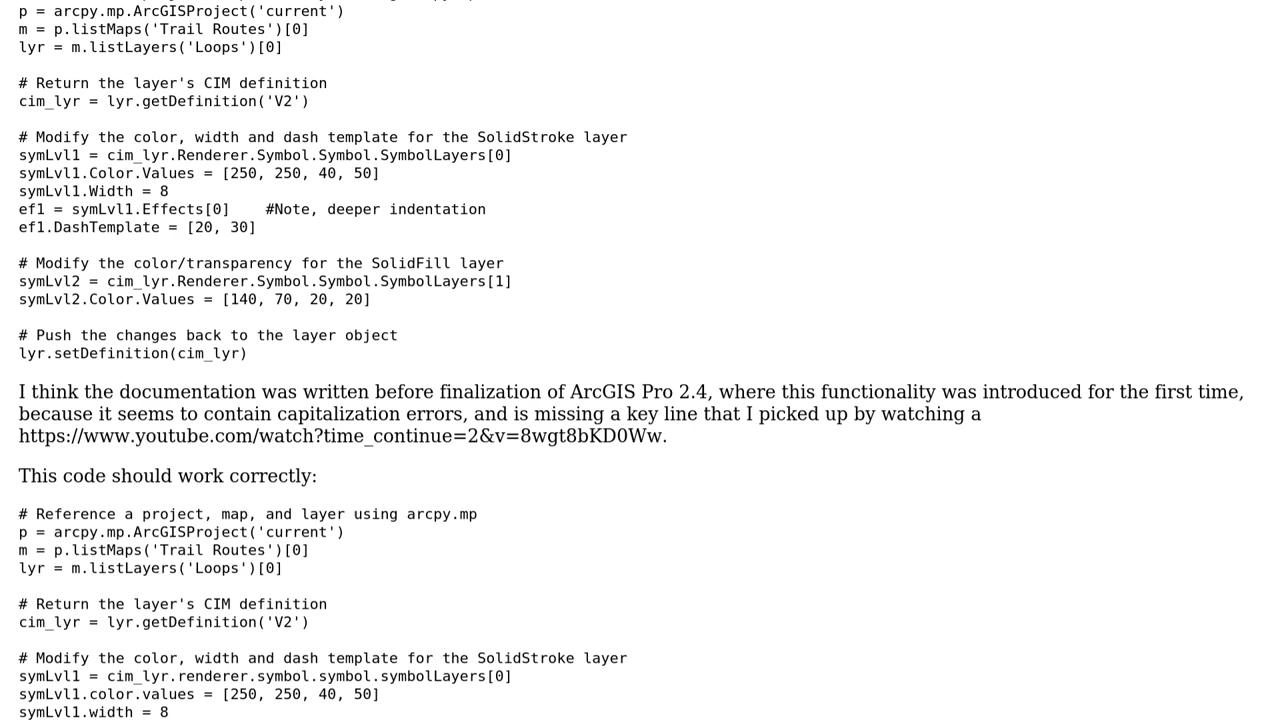 p = arcpy.mp.ArcGISProject('current')
m = p.listMaps('Trail Routes')[0]
lyr = m.listLayers('Loops')[0]
# Return the layer's CIM definition
cim_lyr = lyr.getDefinition('V2')
# Modify the color, width and dash template for the SolidStroke layer
symLvl1 = cim_lyr.Renderer.Symbol.Symbol.SymbolLayers[0]
symLvl1.Color.Values = [250, 250, 40, 50]
symLvl1.Width = 8
ef1 = symLvl1.Effects[0]    #Note, deeper indentation
ef1.DashTemplate = [20, 30]
# Modify the color/transparency for the SolidFill layer
symLvl2 = cim_lyr.Renderer.Symbol.Symbol.SymbolLayers[1]
symLvl2.Color.Values = [140, 70, 20, 20]
# Push the changes back to the layer object
lyr.setDefinition(cim_lyr)
I think the documentation was written before finalization of ArcGIS Pro 2.4, where this functionality was introduced for the first time,
because it seems to contain capitalization errors, and is missing a key line that I picked up by watching a
https://www.youtube.com/watch?time_continue=2&v=8wgt8bKD0Ww.
This code should work correctly:
# Reference a project, map, and layer using arcpy.mp
p = arcpy.mp.ArcGISProject('current')
m = p.listMaps('Trail Routes')[0]
lyr = m.listLayers('Loops')[0]
# Return the layer's CIM definition
cim_lyr = lyr.getDefinition('V2')
# Modify the color, width and dash template for the SolidStroke layer
symLvl1 = cim_lyr.renderer.symbol.symbol.symbolLayers[0]
symLvl1.color.values = [250, 250, 40, 50]
symLvl1.width = 8